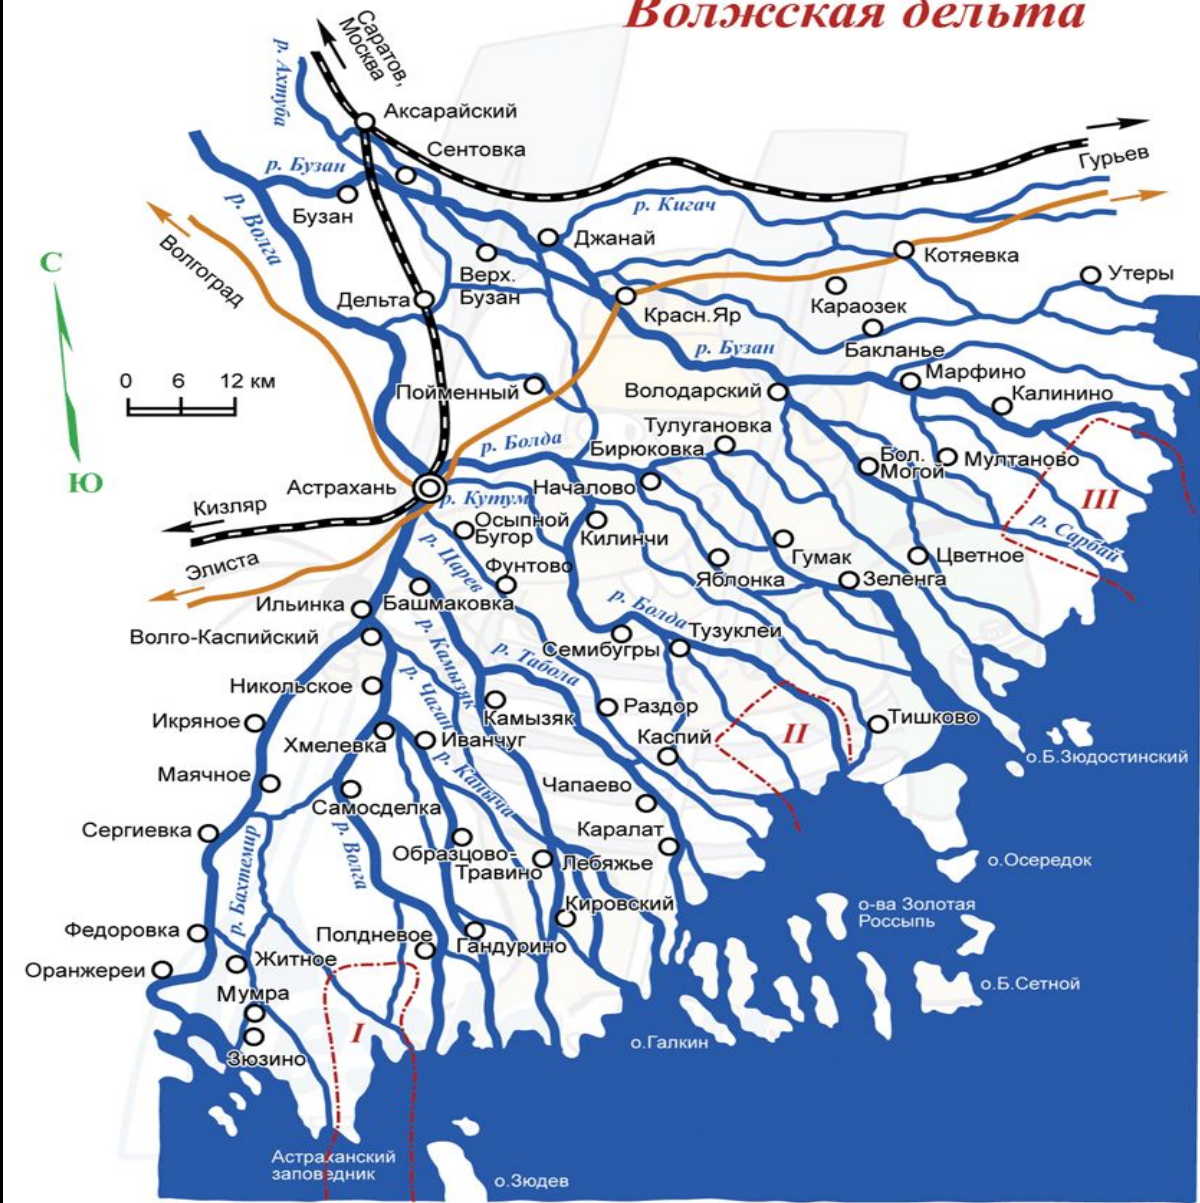 Волжская дельта
Саратов,
Москва
р. Ахтуба
Аксарайский
Сентовка
Гурьев
р. Бузан
Бузан
р. Волга
р. Кигач
Джанай
Волгоград
С
Верх.
Бузан
Котяевка
Утеры
Дельта
Караозек
Красн.Яр
Бакланье
р. Бузан
0 6 12 км
Марфино
Пойменный
Володарский
Калинино
Тулугановка
р. Болда
Бирюковка
Бол.
Могой
Мултаново
Ю
Астрахань
Началово
III
Кизляр
р. Кутум
Осыпной
Бугор
Килинчи
р. Сарбай
Элиста
р. Царев
Фунтово
Гумак
Цветное
Яблонка
Зеленга
Ильинка
Башмаковка
р. Болда
Волго-Каспийский
р. Камызяк
Тузуклеи
Семибугры
р. Табола
Никольское
р. Чаган
Камызяк
Раздор
Икряное
Хмелевка
Иванчуг
Каспий
II
Тишково
р. Каныча
о.Б.Зюдостинский
Маячное
Чапаево
Самосделка
Сергиевка
р. Волга
Каралат
р. Бахтемир
Образцово-
Травино
Лебяжье
о.Осередок
Кировский
о-ва Золотая
Россыпь
Федоровка
Полдневое
Гандурино
Оранжереи
Житное
о.Б.Сетной
Мумра
I
о.Галкин
Зюзино
Астраханский
заповедник
о.Зюдев